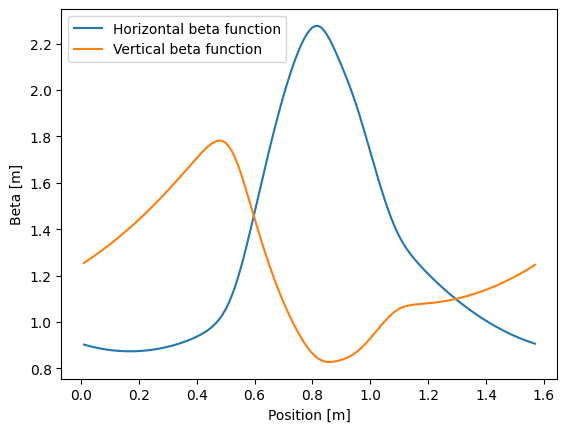 Horizontal beta function
Vertical beta function
2.2
2.0
1.8
1.6
1.4
1.2
1.0
0.8
Beta [m]
0.0 0.2 0.4 0.6 0.8 1.0 1.2 1.4 1.6
Position [m]